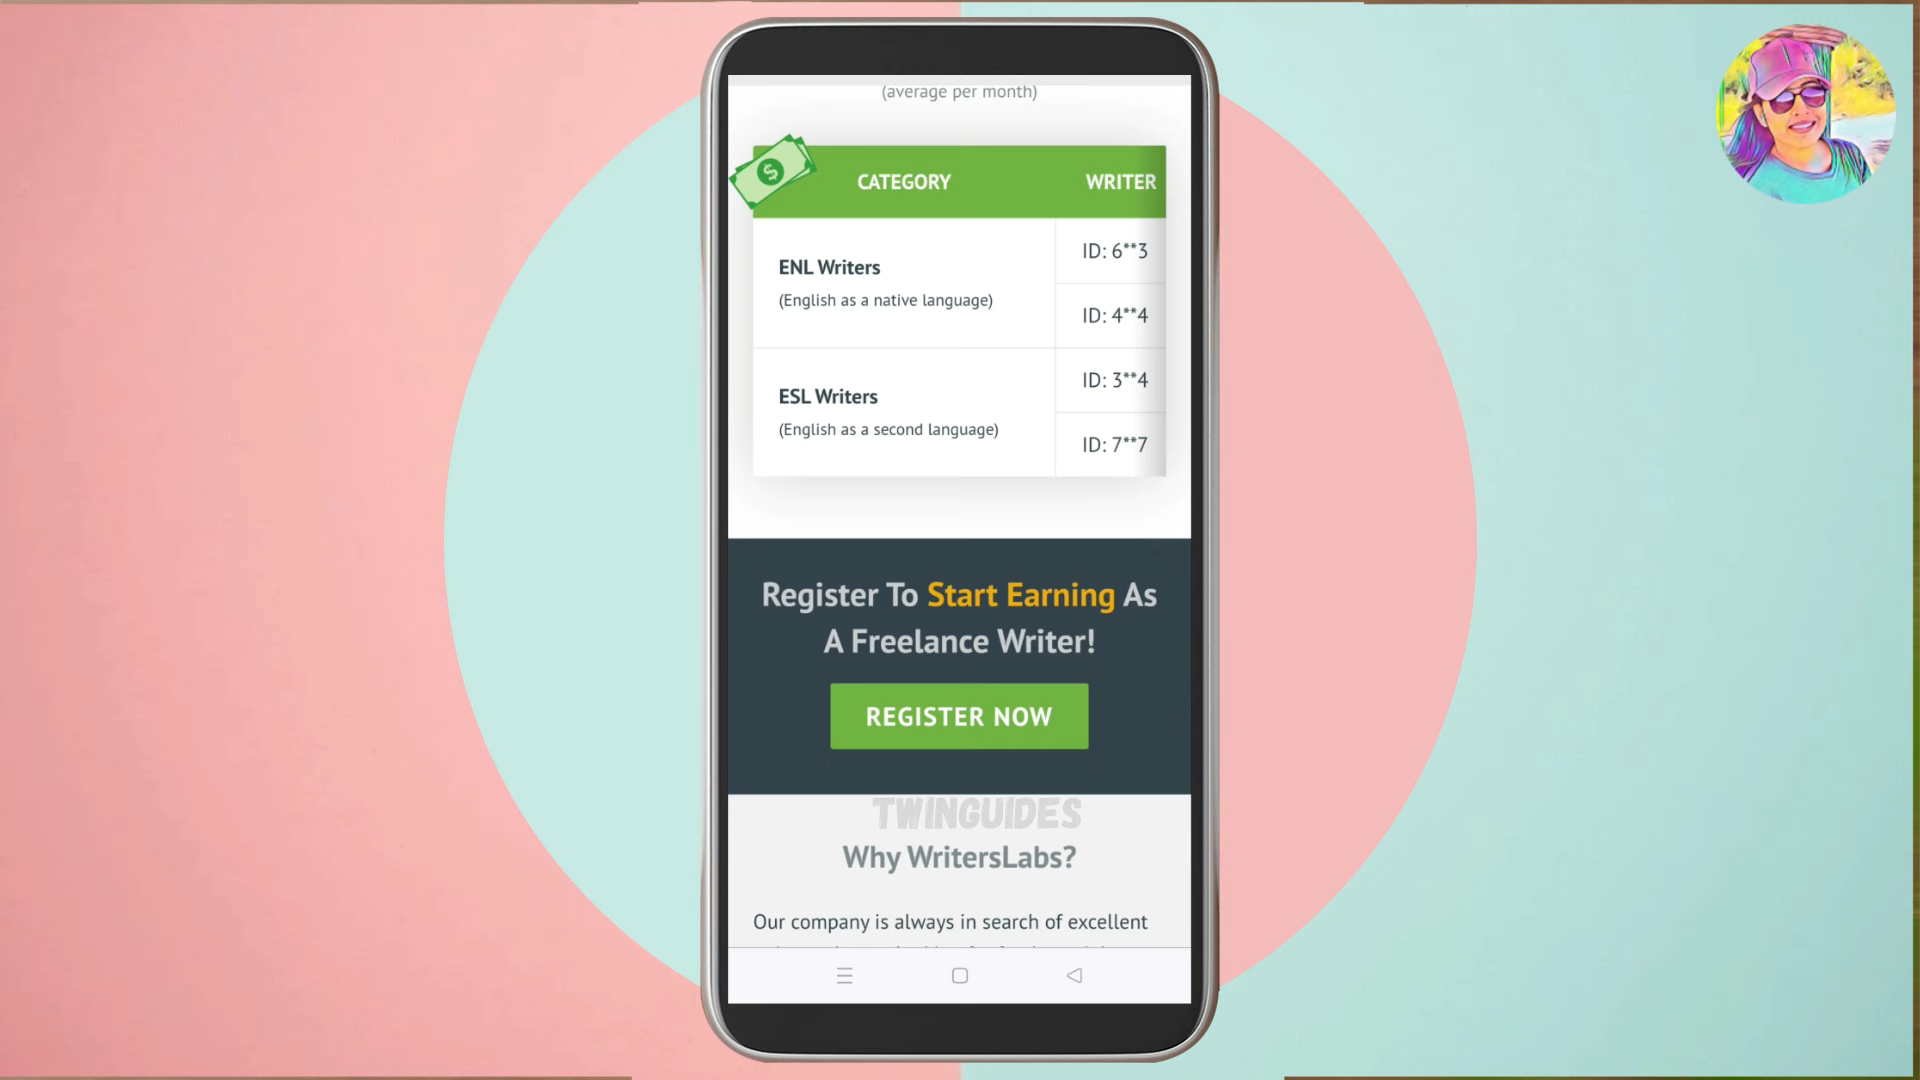 (average per month)
CATEGORY WRITER
ENL Writers
(English as a native language)
ID: 6**3
ID: 4**4
ESL Writers
(English as a second language)
ID: 3**4
ID: 7**7
Register To Start Earning As
A Freelance Writer!
REGISTER NOW
TWINGUIDES
Why WritersLabs?
Our company is always in search of excellent